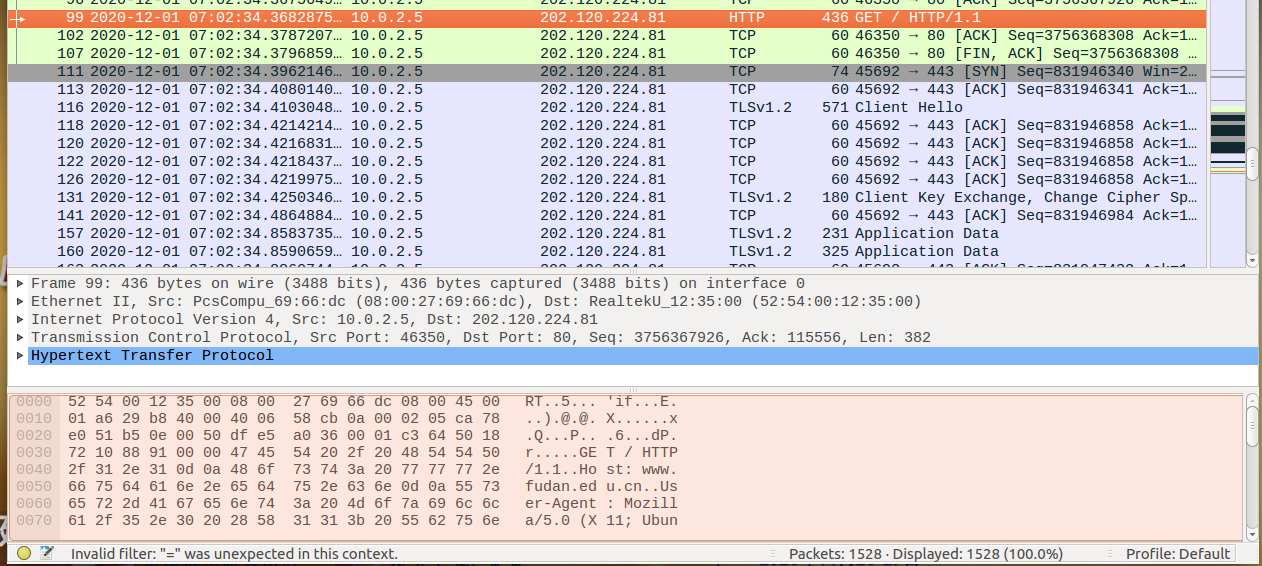 99 2020-12-01 07:02:34.3682875… 10.0.2.5 202.120.224.81 HTTP 436 GET / HTTP/1.1
102 2020-12-01 07:02:34.3787207… 10.0.2.5 202.120.224.81 TCP 60 46350 → 80 [ACK] Seq=3756368308 Ack=1…
107 2020-12-01 07:02:34.3796859… 10.0.2.5 202.120.224.81 TCP 60 46350 → 80 [FIN, ACK] Seq=3756368308 …
111 2020-12-01 07:02:34.3962146… 10.0.2.5 202.120.224.81 TCP 74 45692 → 443 [SYN] Seq=831946340 Win=2…
113 2020-12-01 07:02:34.4080140… 10.0.2.5 202.120.224.81 TCP 60 45692 → 443 [ACK] Seq=831946341 Ack=1…
116 2020-12-01 07:02:34.4103048… 10.0.2.5 202.120.224.81 TLSv1.2 571 Client Hello
118 2020-12-01 07:02:34.4214214… 10.0.2.5 202.120.224.81 TCP 60 45692 → 443 [ACK] Seq=831946858 Ack=1…
120 2020-12-01 07:02:34.4216831… 10.0.2.5 202.120.224.81 TCP 60 45692 → 443 [ACK] Seq=831946858 Ack=1…
122 2020-12-01 07:02:34.4218437… 10.0.2.5 202.120.224.81 TCP 60 45692 → 443 [ACK] Seq=831946858 Ack=1…
126 2020-12-01 07:02:34.4219975… 10.0.2.5 202.120.224.81 TCP 60 45692 → 443 [ACK] Seq=831946858 Ack=1…
131 2020-12-01 07:02:34.4250346… 10.0.2.5 202.120.224.81 TLSv1.2 180 Client Key Exchange, Change Cipher Sp…
141 2020-12-01 07:02:34.4864884… 10.0.2.5 202.120.224.81 TCP 60 45692 → 443 [ACK] Seq=831946984 Ack=1…
157 2020-12-01 07:02:34.8583735… 10.0.2.5 202.120.224.81 TLSv1.2 231 Application Data
160 2020-12-01 07:02:34.8590659… 10.0.2.5 202.120.224.81 TLSv1.2 325 Application Data
Frame 99: 436 bytes on wire (3488 bits), 436 bytes captured (3488 bits) on interface 0
Ethernet II, Src: PcsCompu_69:66:dc (08:00:27:69:66:dc), Dst: RealtekU_12:35:00 (52:54:00:12:35:00)
Internet Protocol Version 4, Src: 10.0.2.5, Dst: 202.120.224.81
Transmission Control Protocol, Src Port: 46350, Dst Port: 80, Seq: 3756367926, Ack: 115556, Len: 382
Hypertext Transfer Protocol
0000 52 54 00 12 35 00 08 00 27 69 66 dc 08 00 45 00 RT..5... 'if...E.
0010 01 a6 29 b8 40 00 40 06 58 cb 0a 00 02 05 ca 78 ..).@.@. X......x
0020 e0 51 b5 0e 00 50 df e5 a0 36 00 01 c3 64 50 18 .Q...P.. .6...dP.
0030 72 10 88 91 00 00 47 45 54 20 2f 20 48 54 54 50 r.....GE T / HTTP
0040 2f 31 2e 31 0d 0a 48 6f 73 74 3a 20 77 77 77 2e /1.1..Ho st: www.
0050 66 75 64 61 6e 2e 65 64 75 2e 63 6e 0d 0a 55 73 fudan.ed u.cn..Us
0060 65 72 2d 41 67 65 6e 74 3a 20 4d 6f 7a 69 6c 6c er-Agent : Mozill
0070 61 2f 35 2e 30 20 28 58 31 31 3b 20 55 62 75 6e a/5.0 (X 11; Ubun
Invalid filter: "=" was unexpected in this context. Packets: 1528 · Displayed: 1528 (100.0%) Profile: Default